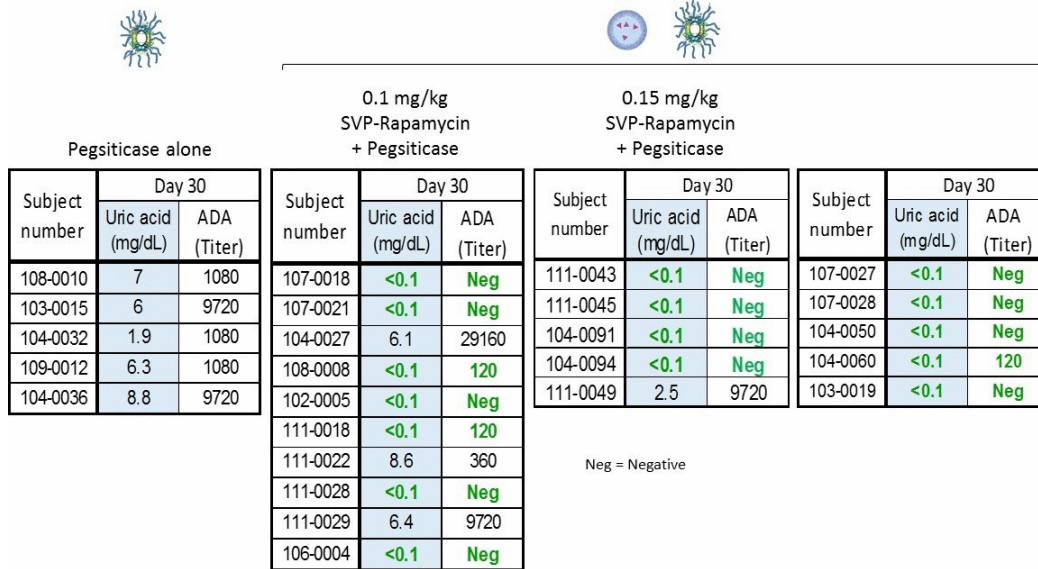 0.1 mg/kg
SVP-Rapamycin
+ Pegsiticase
0.15 mg/kg
SVP-Rapamycin
+ Pegsiticase
Pegsiticase alone
Subject number Day 30
Uric acid (mg/dL) ADA (Titer)
108-0010 7 1080
103-0015 6 9720
104-0032 1.9 1080
109-0012 6.3 1080
104-0036 8.8 9720
Subject number Day 30
Uric acid (mg/dL) ADA (Titer)
107-0018 <0.1 Neg
107-0021 <0.1 Neg
104-0027 6.1 29160
108-0008 <0.1 120
102-0005 <0.1 Neg
111-0018 <0.1 120
111-0022 8.6 360
111-0028 <0.1 Neg
111-0029 6.4 9720
106-0004 <0.1 Neg
Subject number Day 30
Uric acid (mg/dL) ADA (Titer)
111-0043 <0.1 Neg
111-0045 <0.1 Neg
104-0091 <0.1 Neg
104-0094 <0.1 Neg
111-0049 2.5 9720
Subject number Day 30
Uric acid (mg/dL) ADA (Titer)
107-0027 <0.1 Neg
107-0028 <0.1 Neg
104-0050 <0.1 Neg
104-0060 <0.1 120
103-0019 <0.1 Neg
Neg = Negative